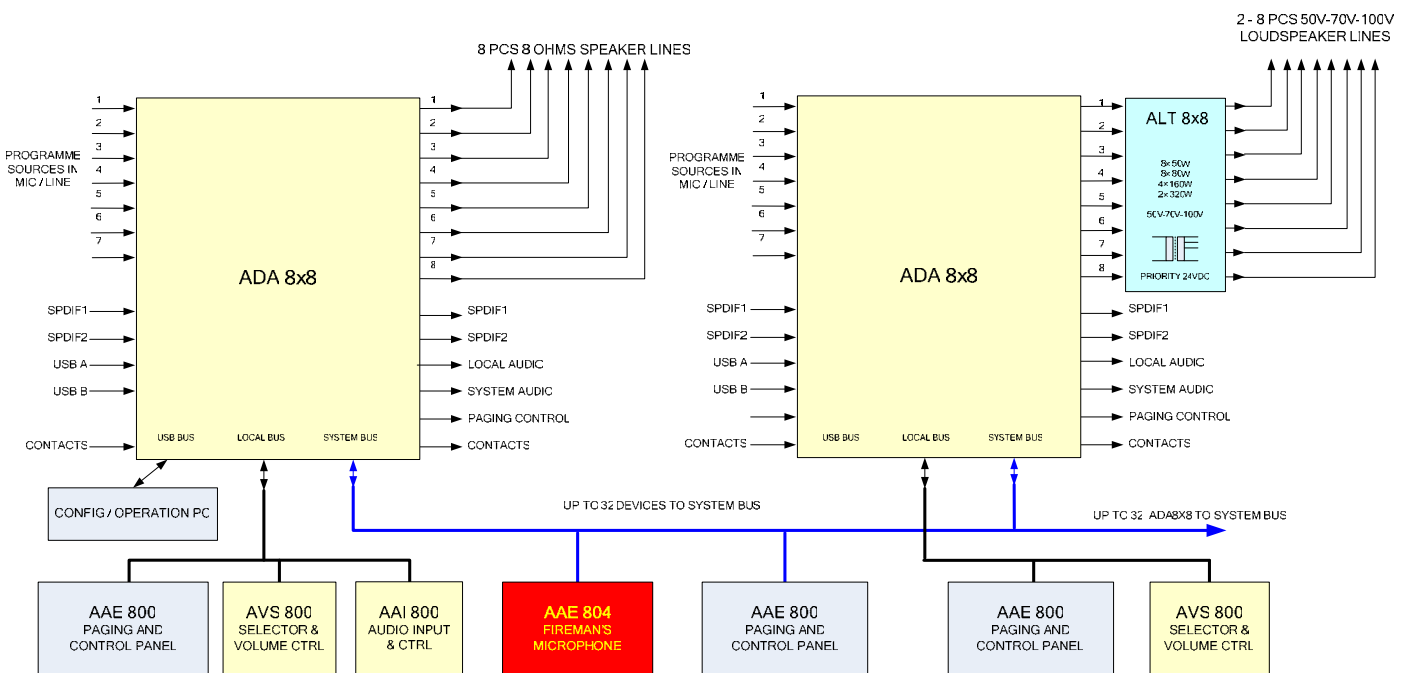 2 - 8 PCS 50V-70V-100V
LOUDSPEAKER LINES
8 PCS 8 OHMS SPEAKER LINES
1
2
3
4
5
6
7
PROGRAMME
SOURCES IN
MIC / LINE
ADA 8x8
1
2
3
4
5
6
7
8
SPDIF1
SPDIF2
USB A
USB B
CONTACTS
SPDIF1
SPDIF2
LOCAL AUDIO
SYSTEM AUDIO
PAGING CONTROL
CONTACTS
USB BUS
LOCAL BUS
SYSTEM BUS
1
2
3
4
5
6
7
PROGRAMME
SOURCES IN
MIC / LINE
ADA 8x8
1
2
3
4
5
6
7
8
ALT 8x8
8x50W
8x80W
4x160W
2x320W
50V-70V-100V
PRIORITY 24VDC
SPDIF1
SPDIF2
USB A
USB B
CONTACTS
SPDIF1
SPDIF2
LOCAL AUDIO
SYSTEM AUDIO
PAGING CONTROL
CONTACTS
USB BUS
LOCAL BUS
SYSTEM BUS
CONFIG / OPERATION PC
UP TO 32 DEVICES TO SYSTEM BUS
UP TO 32 ADA8X8 TO SYSTEM BUS
AAE 800
PAGING AND
CONTROL PANEL
AVS 800
SELECTOR &
VOLUME CTRL
AAI 800
AUDIO INPUT
& CTRL
AAE 804
FIREMAN'S
MICROPHONE
AAE 800
PAGING AND
CONTROL PANEL
AAE 800
PAGING AND
CONTROL PANEL
AVS 800
SELECTOR &
VOLUME CTRL